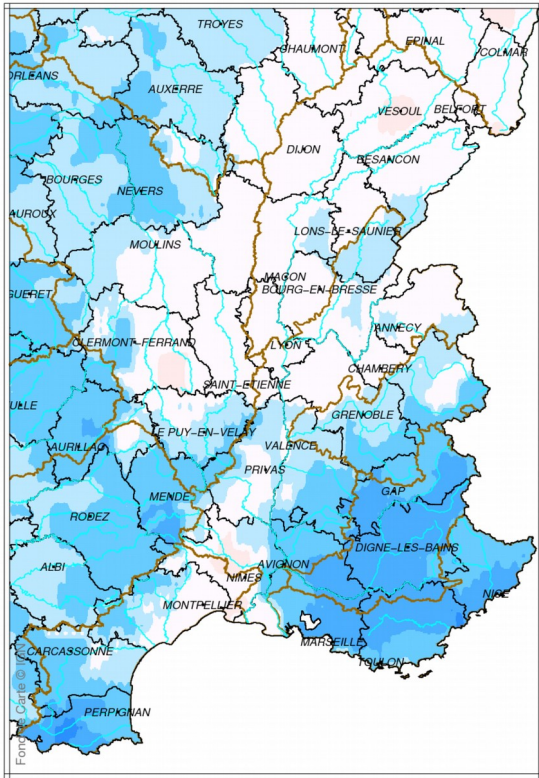 TROYES
CHAUMONT
EPINAL
COLMAR
ORLEANS
AUXERRE
VESOUL
BELFORT
DIJON
BESANCON
BOURGES
NEVERS
AUROUX
LONS-LE-SAUNIER
MOULINS
MACON
BOURG-EN-BRESSE
GUERET
ANNECY
CLERMONT-FERRAND
LYON
CHAMBERY
SAINT-ETIENNE
ULLE
GRENOBLE
LE PUY-EN-VELAY
AURILLAC
VALENCE
PRIVAS
MENDE
GAP
RODEZ
DIGNE-LES-BAINS
ALBI
AVIGNON
NIMES
NICE
MONTPELLIER
MARSEILLE
CARCASSONNE
TOULON
PERPIGNAN
Fond de Carte © IGN